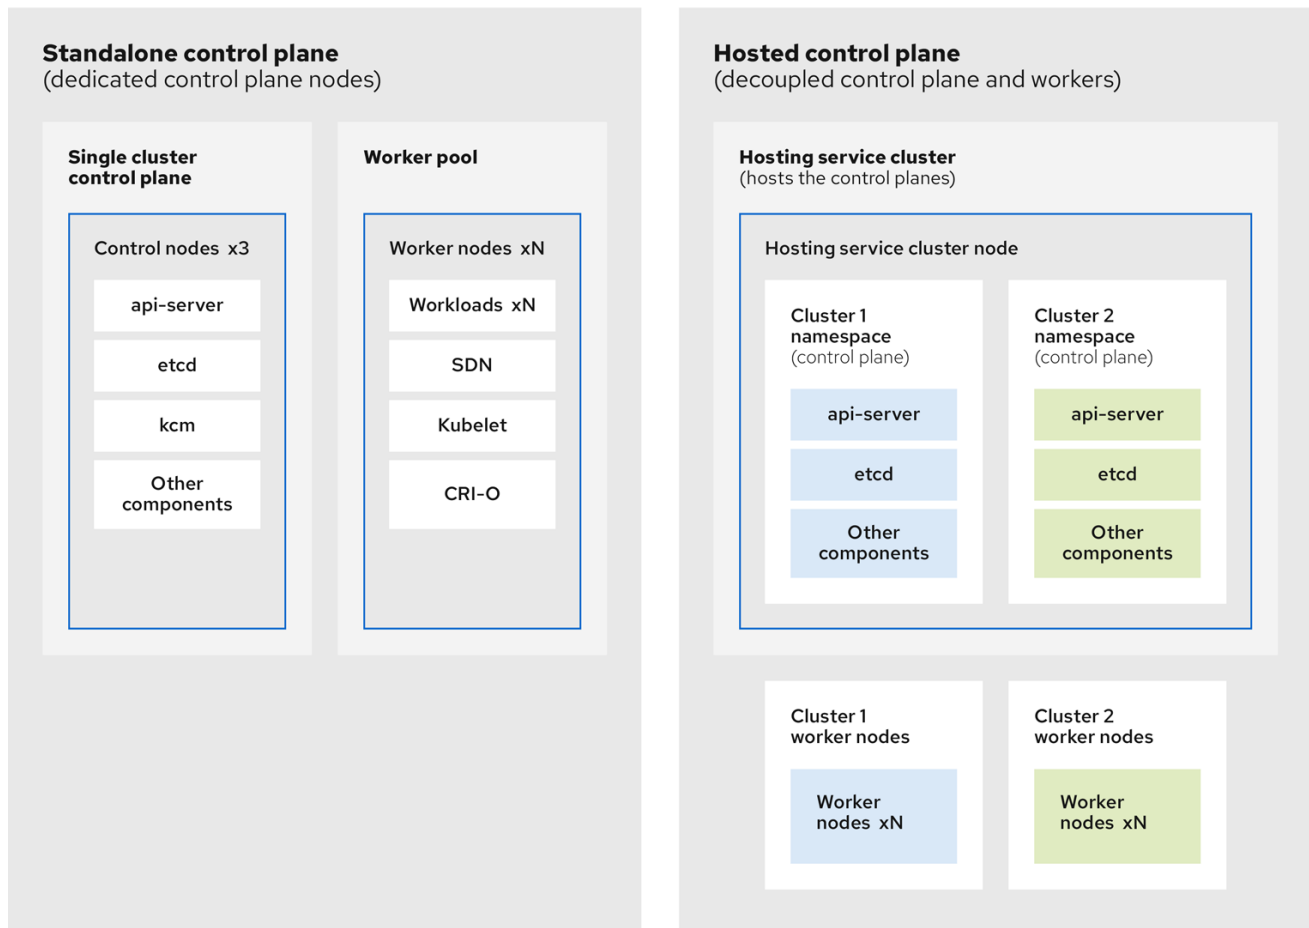 Standalone control plane
(dedicated control plane nodes)
Single cluster
control plane
Control nodes x3
api-server
etcd
kcm
Other
components
Worker pool
Worker nodes xN
Workloads xN
SDN
Kubelet
CRI-O
Hosted control plane
(decoupled control plane and workers)
Hosting service cluster
(hosts the control planes)
Hosting service cluster node
Cluster 1
namespace
(control plane)
api-server
etcd
Other
components
Cluster 2
namespace
(control plane)
api-server
etcd
Other
components
Cluster 1
worker nodes
Worker
nodes xN
Cluster 2
worker nodes
Worker
nodes xN